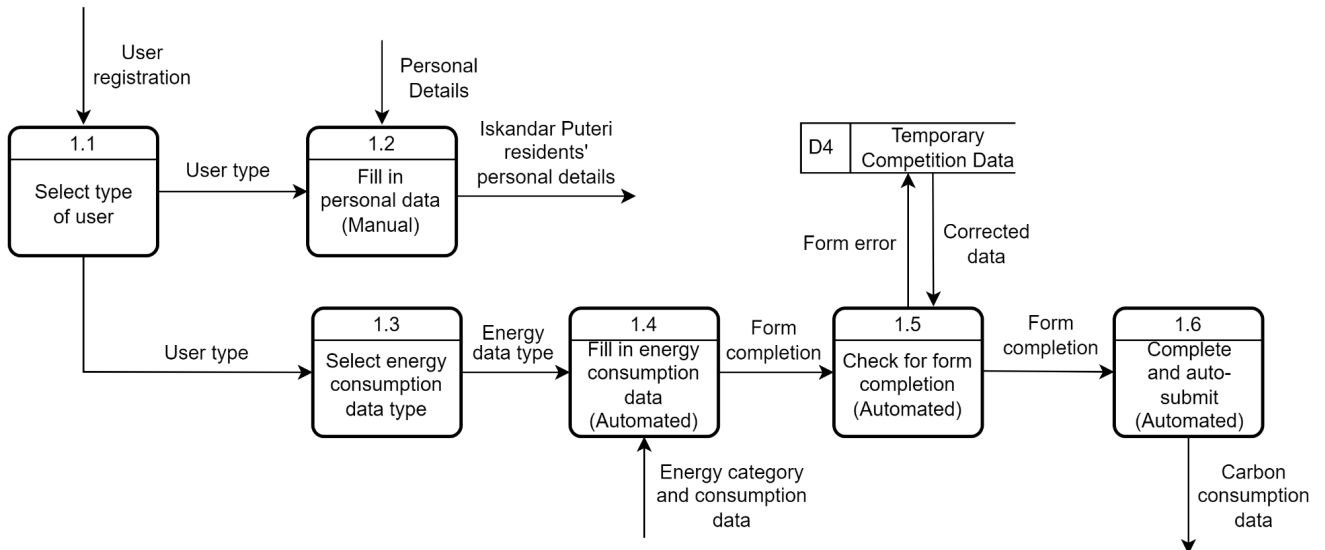 User
registration
Personal
Details
1.1
Select type
of user
User type
1.2
Fill in
personal data
(Manual)
Iskandar Puteri
residents'
personal details
D4
Temporary
Competition Data
Form error
Corrected
data
User type
1.3
Select energy
consumption
data type
Energy
data type
1.4
Fill in energy
consumption
data
(Automated)
Form
completion
1.5
Check for form
completion
(Automated)
Form
completion
1.6
Complete
and auto-
submit
(Automated)
Energy category
and consumption
data
Carbon
consumption
data